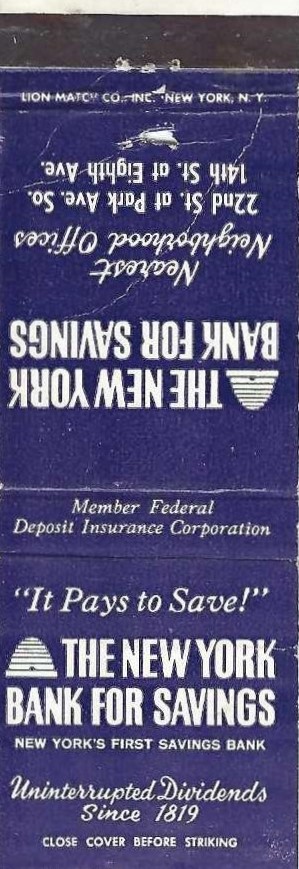 LION MATCH CO., INC. NEW YORK, N. Y.
THE NEW YORK
BANK FOR SAVINGS
Nearest
Neighborhood Offices
22nd St. at Park Ave. So.
14th St. at Eighth Ave.
Member Federal
Deposit Insurance Corporation
"It Pays to Save!"
THE NEW YORK
BANK FOR SAVINGS
NEW YORK'S FIRST SAVINGS BANK
Uninterrupted Dividends
Since 1819
CLOSE COVER BEFORE STRIKING